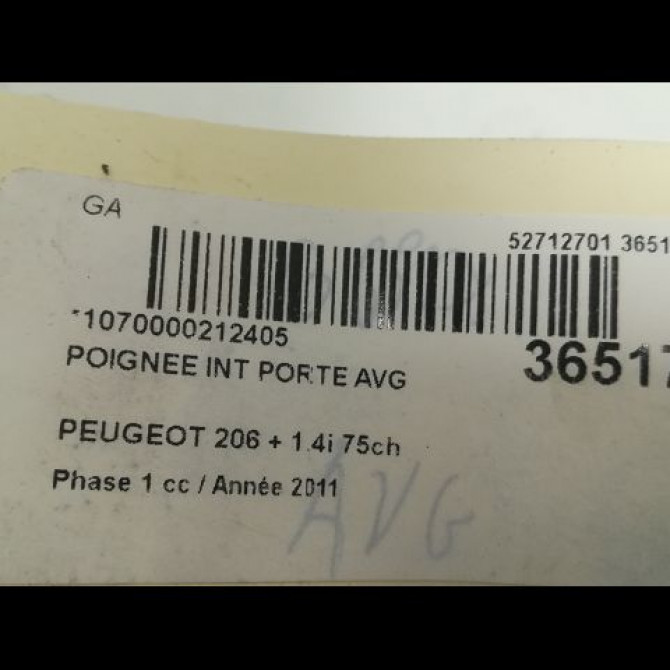 GA
52712701 3651
*1070000212405
36517
POIGNEE INT PORTE AVG
PEUGEOT 206 + 1.4i 75ch
Phase 1 cc / Année 2011
AVG